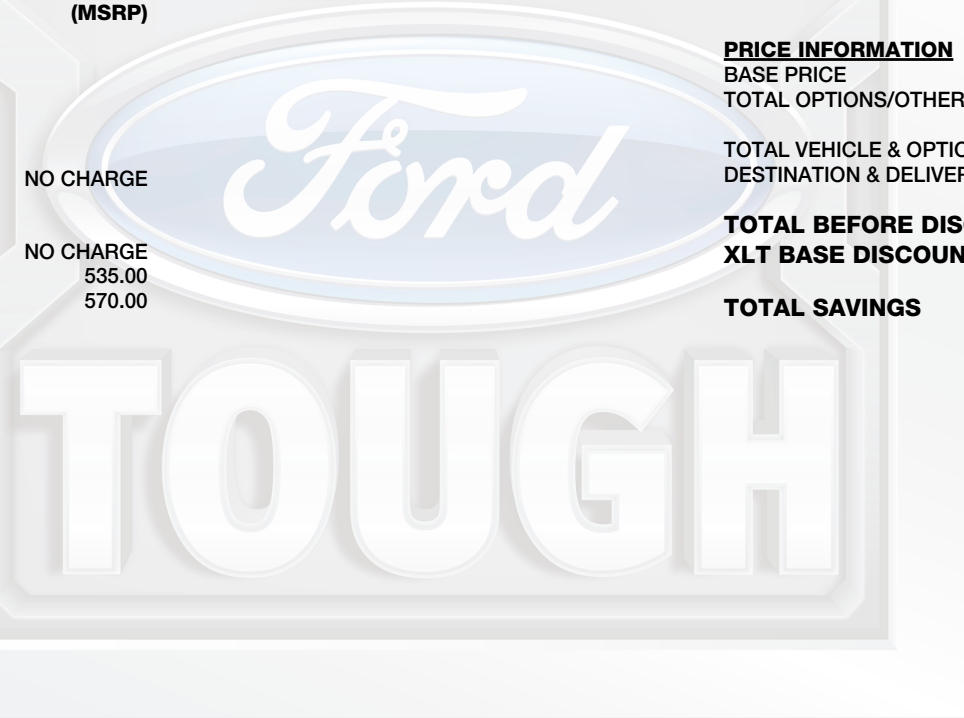 (MSRP)
NO CHARGE
NO CHARGE
535.00
570.00
PRICE INFORMATION
BASE PRICE
TOTAL OPTIONS/OTHER
TOTAL VEHICLE & OPTIO
DESTINATION & DELIVER
TOTAL BEFORE DIS
XLT BASE DISCOUN
TOTAL SAVINGS
Ford
TOUGH